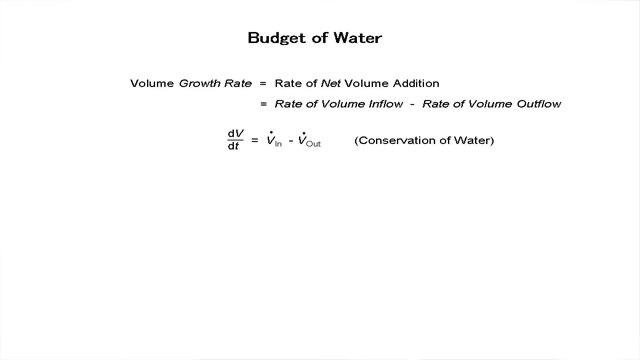 Budget of Water
Volume Growth Rate = Rate of Net Volume Addition
= Rate of Volume Inflow - Rate of Volume Outflow
dV/dt = V̇In - V̇Out (Conservation of Water)